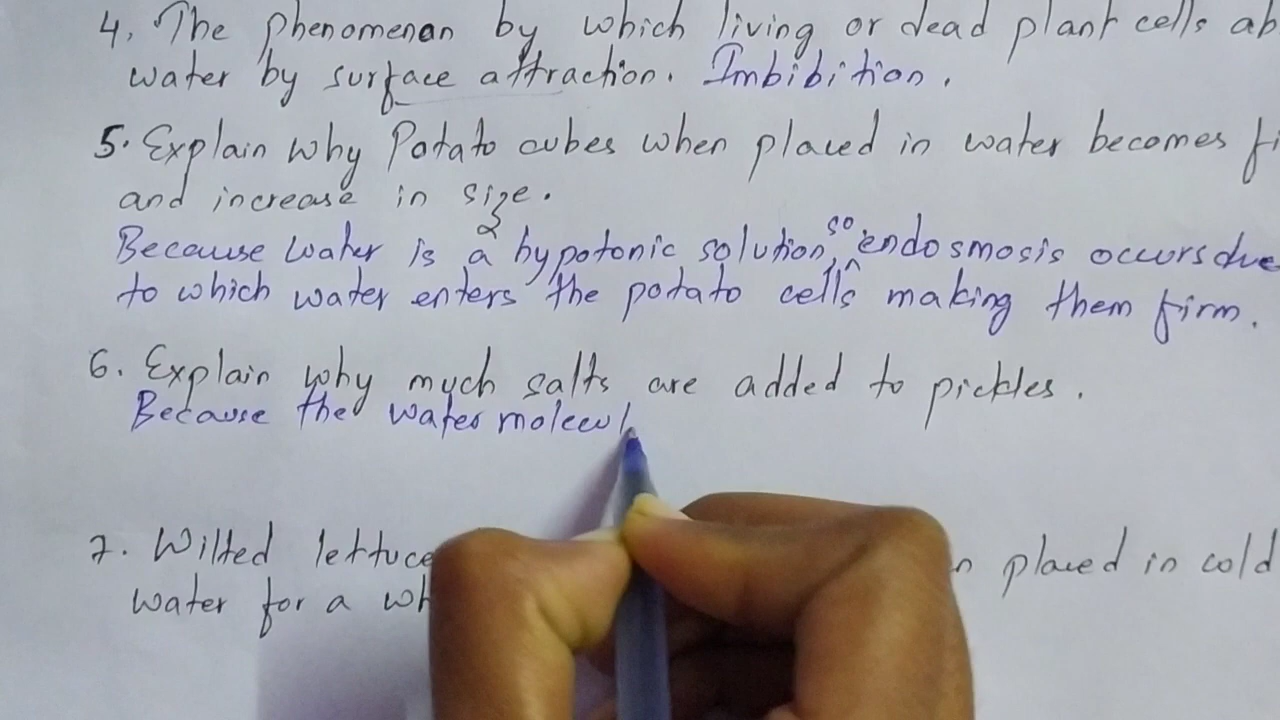 4. The phenomenon by which living or dead plant cells ab
water by surface attraction. Imbibition.
5. Explain why Potato cubes when placed in water becomes fi
and increase in size.
Because water is a hypotonic solution, so endosmosis occurs due
to which water enters the potato cells making them firm.
6. Explain why much salts are added to pickles.
Because the water molecul
7. Wilted lettuce n placed in cold
water for a wh